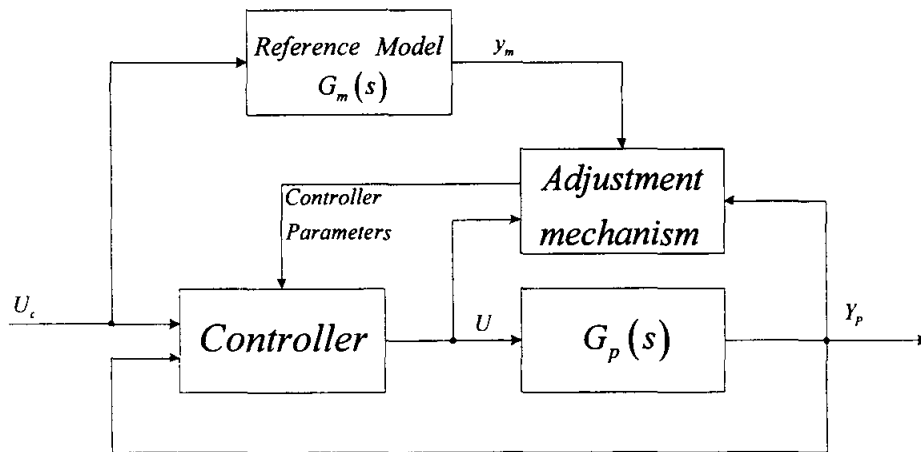 Reference Model
G_m(s)
y_m
Adjustment
mechanism
Controller
Parameters
U_c
Controller
U
G_p(s)
Y_P